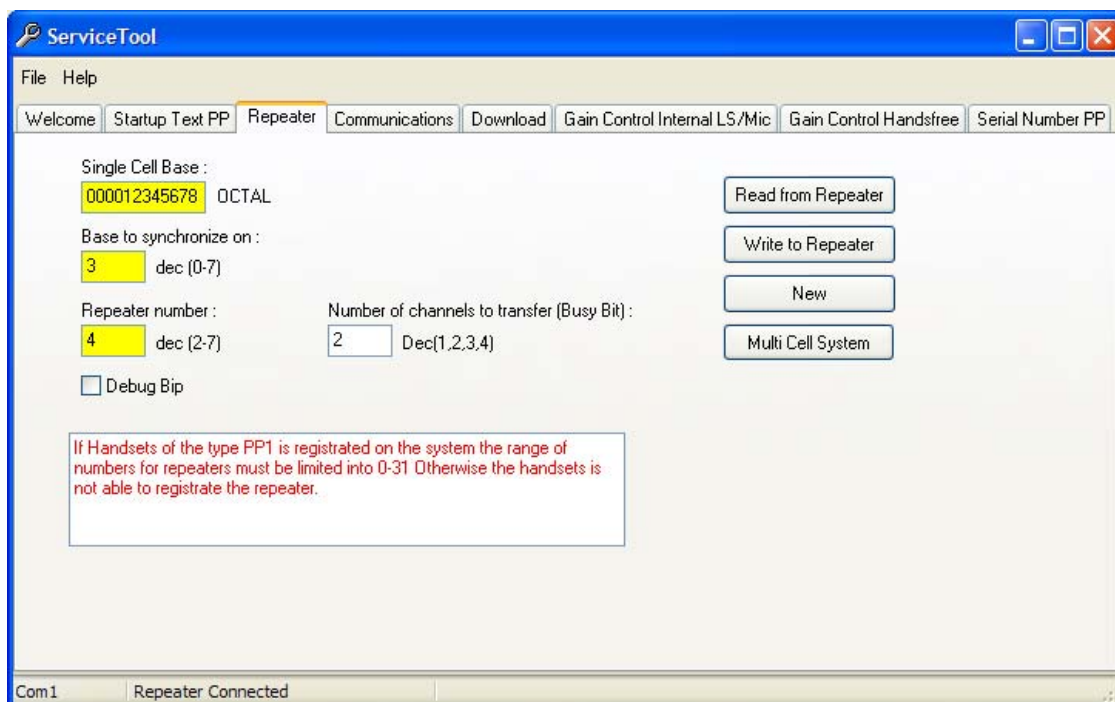 ServiceTool
File Help
Welcome Startup Text PP Repeater Communications Download Gain Control Internal LS/Mic Gain Control Handsfree Serial Number PP
Single Cell Base :
000012345678 OCTAL
Read from Repeater
Base to synchronize on :
Write to Repeater
3 dec (0-7)
New
Repeater number : Number of channels to transfer (Busy Bit) :
4 dec (2-7) 2 Dec(1,2,3,4)
Multi Cell System
Debug Bip
If Handsets of the type PP1 is registrated on the system the range of
numbers for repeaters must be limited into 0-31 Otherwise the handsets is
not able to registrate the repeater.
Com1 Repeater Connected